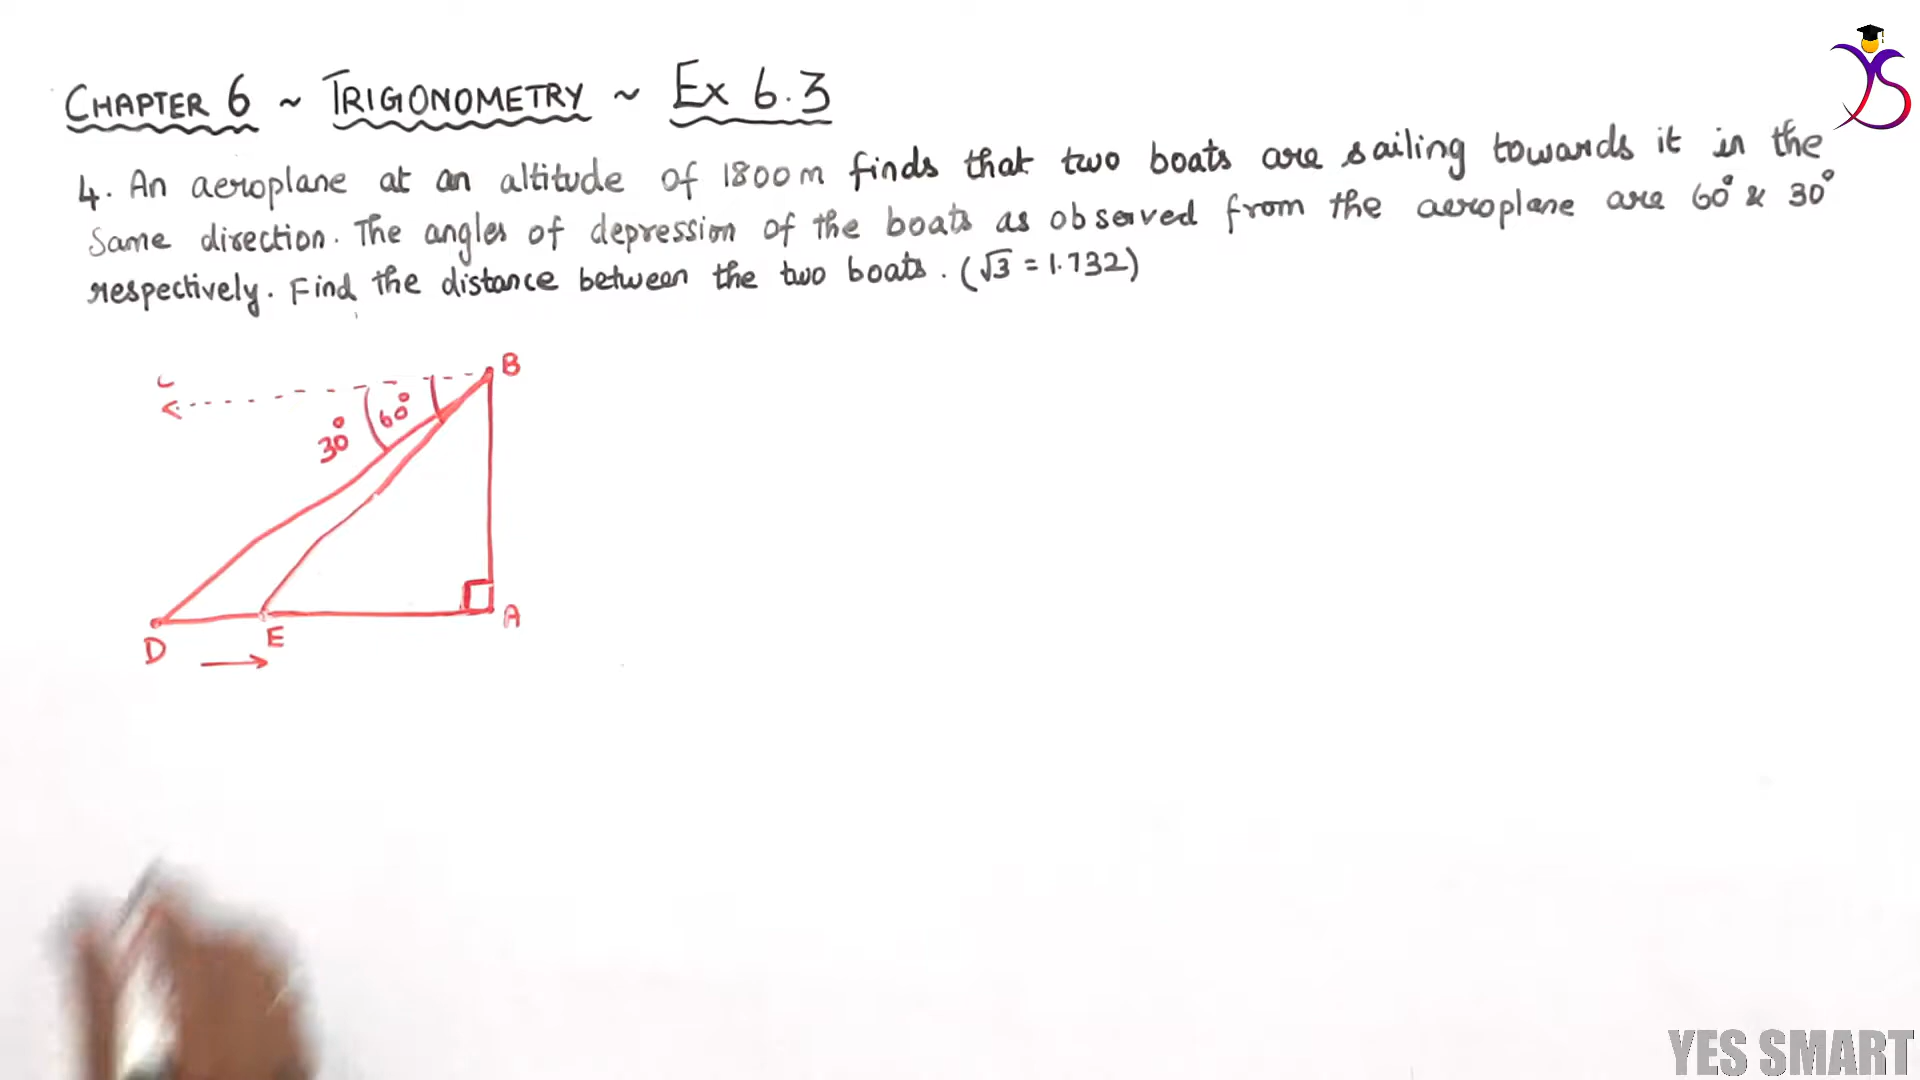 CHAPTER 6 ~ TRIGONOMETRY ~ Ex 6.3
4. An aeroplane at an altitude of 1800m finds that two boats are sailing towards it in the
same direction. The angles of depression of the boats as observed from the aeroplane are 60° & 30°
respectively. Find the distance between the two boats. (√3 = 1.732)
B
60°
30°
A
D
E
YS
YES SMART